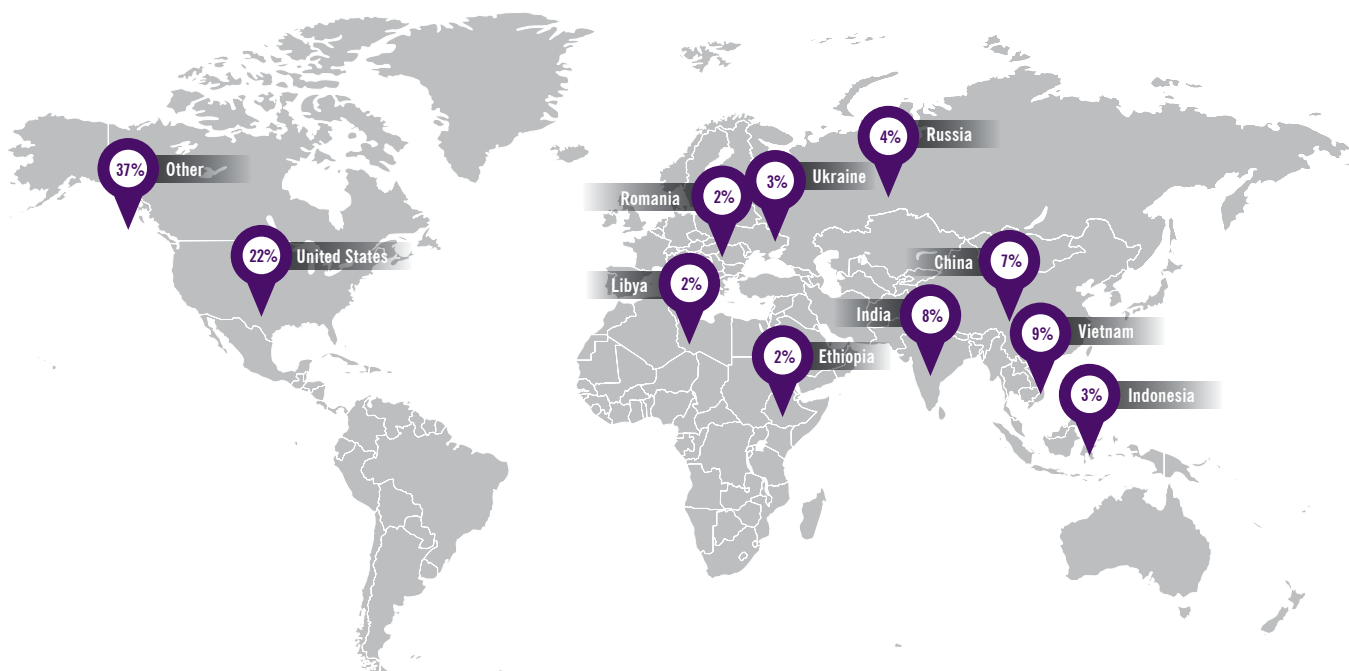 4% Russia
37% Other
3% Ukraine
Romania 2%
22% United States
China 7%
Libya 2%
India 8%
9% Vietnam
2% Ethiopia
3% Indonesia